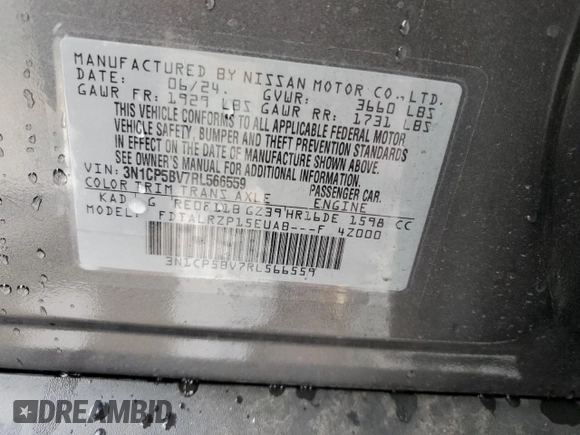 MANUFACTURED BY NISSAN MOTOR CO.,LTD.
DATE: 06/24. GVWR: 3660 LBS
GAWR FR: 1929 LBS GAWR RR: 1731 LBS
THIS VEHICLE CONFORMS TO ALL APPLICABLE FEDERAL MOTOR
VEHICLE SAFETY, BUMPER AND THEFT PREVENTION STANDARDS
IN EFFECT ON THE DATE OF MANUFACTURE SHOWN ABOVE.
SEE OWNER'S MANUAL FOR ADDITIONAL INFORMATION.
VIN: 3N1CP5BV7RL566559 PASSENGER CAR.
COLOR TRIM TRANS AXLE ENGINE
KAD G RE0F11B GZ39 HR16DE 1598 CC
MODEL: FDTALRZP15EUAB---F 4Z000
3N1CP5BV7RL566559
DREAMBID